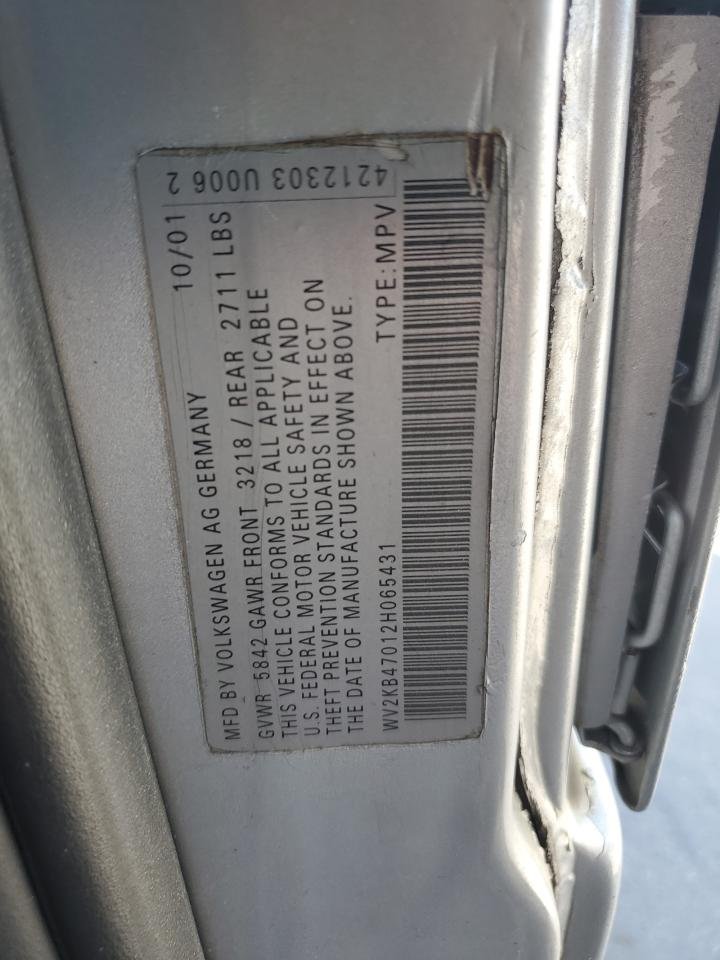 MFD BY VOLKSWAGEN AG GERMANY 10/01
GVWR 5842 GAWR FRONT 3218 / REAR 2711 LBS
THIS VEHICLE CONFORMS TO ALL APPLICABLE
U.S. FEDERAL MOTOR VEHICLE SAFETY AND
THEFT PREVENTION STANDARDS IN EFFECT ON
THE DATE OF MANUFACTURE SHOWN ABOVE.
WV2KB47012H065431 TYPE:MPV
4212303 U006 2